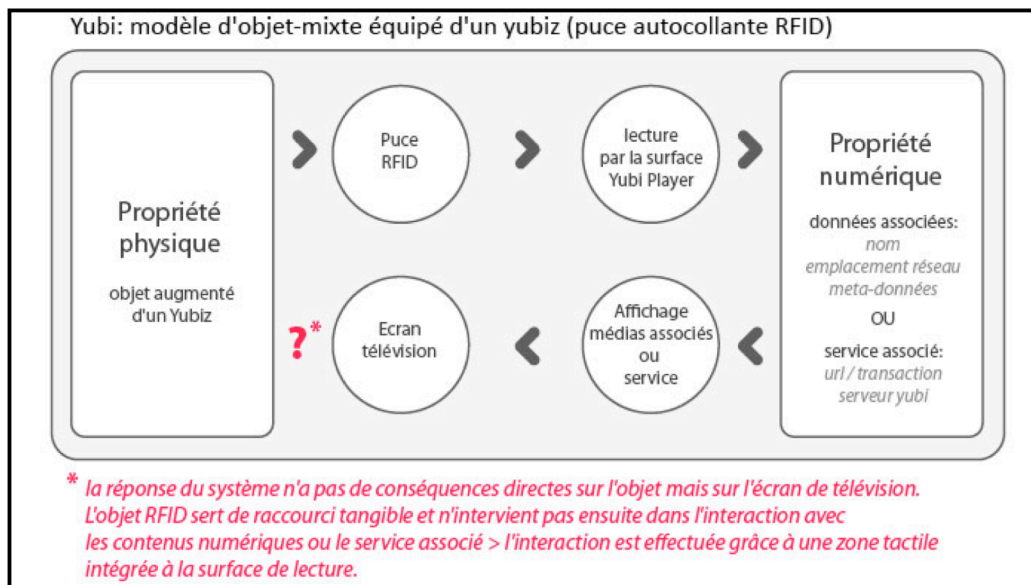 Yubi: modèle d'objet-mixte équipé d'un yubiz (puce autocollante RFID)
Propriété
physique
objet augmenté
d'un Yubiz
Puce
RFID
lecture
par la surface
Yubi Player
Propriété
numérique
données associées:
nom
emplacement réseau
meta-données
OU
service associé:
url / transaction
serveur yubi
Affichage
médias associés
ou
service
Ecran
télévision
?*
* la réponse du système n'a pas de conséquences directes sur l'objet mais sur l'écran de télévision.
L'objet RFID sert de raccourci tangible et n'intervient pas ensuite dans l'interaction avec
les contenus numériques ou le service associé > l'interaction est effectuée grâce à une zone tactile
intégrée à la surface de lecture.